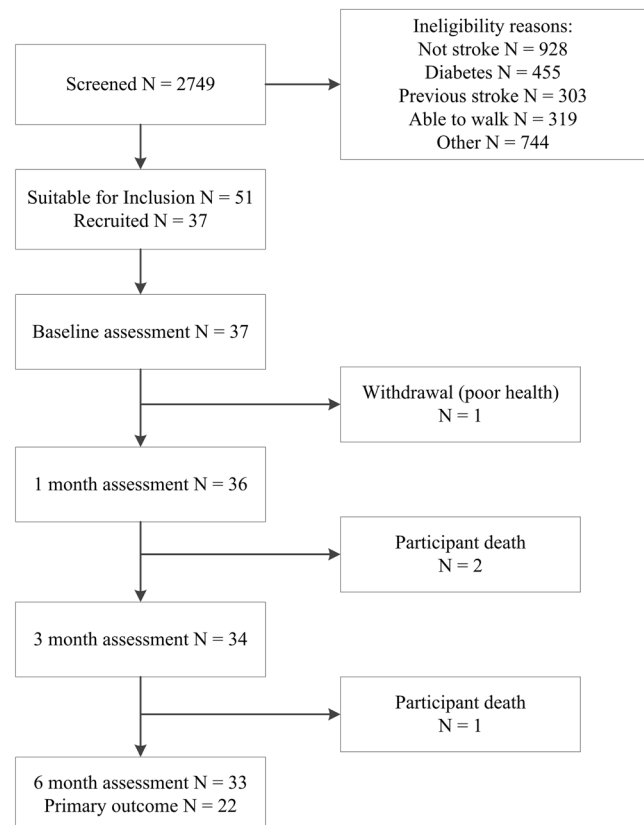 Screened N = 2749
Ineligibility reasons:
Not stroke N = 928
Diabetes N = 455
Previous stroke N = 303
Able to walk N = 319
Other N = 744
Suitable for Inclusion N = 51
Recruited N = 37
Baseline assessment N = 37
Withdrawal (poor health)
N = 1
1 month assessment N = 36
Participant death
N = 2
3 month assessment N = 34
Participant death
N = 1
6 month assessment N = 33
Primary outcome N = 22